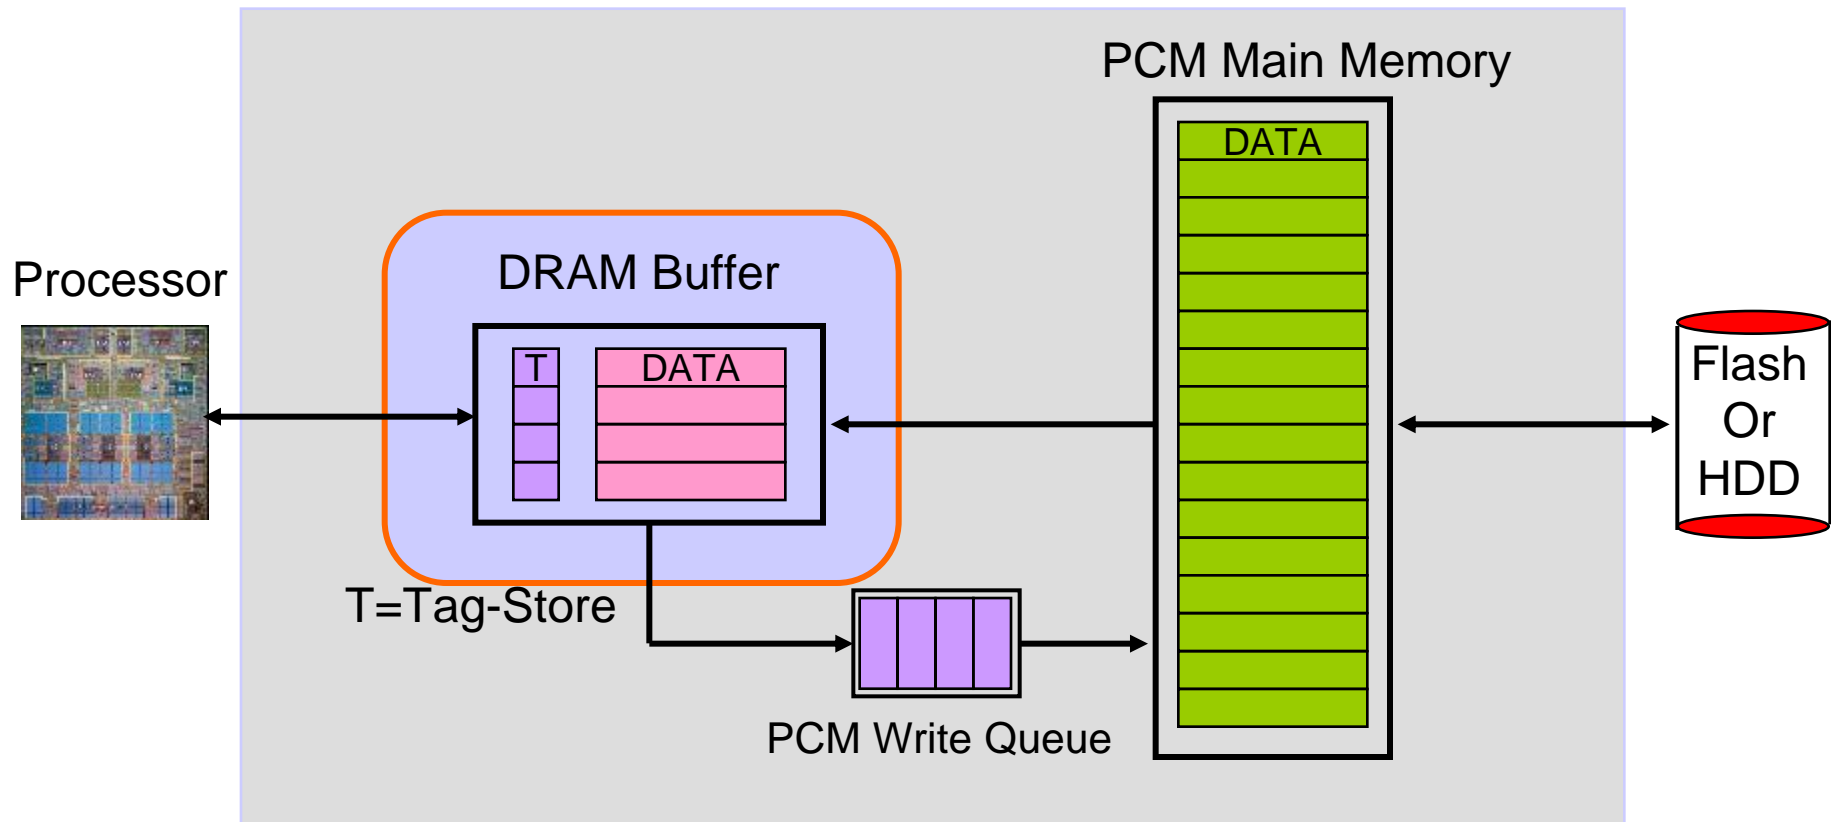 PCM Main Memory
DATA
DRAM Buffer
Processor
T
DATA
Flash
Or
HDD
T=Tag-Store
PCM Write Queue